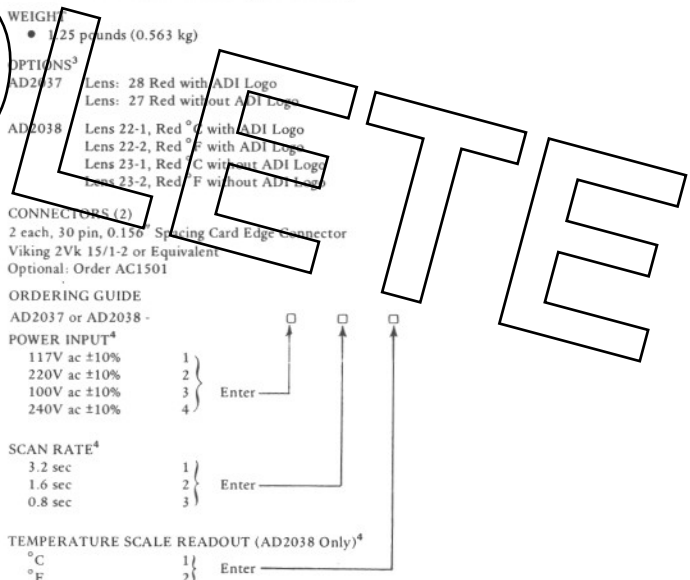 WEIGHT
• 1.25 pounds (0.563 kg)
OPTIONS³
AD2037 Lens: 28 Red with ADI Logo
Lens: 27 Red without ADI Logo
AD2038 Lens 22-1, Red °C with ADI Logo
Lens 22-2, Red °F with ADI Logo
Lens 23-1, Red °C without ADI Logo
Lens 23-2, Red °F without ADI Logo
CONNECTORS (2)
2 each, 30 pin, 0.156" Spacing Card Edge Connector
Viking 2Vk 15/1-2 or Equivalent
Optional: Order AC1501
ORDERING GUIDE
AD2037 or AD2038 -
POWER INPUT⁴
117V ac ±10% 1
220V ac ±10% 2
100V ac ±10% 3 Enter
240V ac ±10% 4
SCAN RATE⁴
3.2 sec 1
1.6 sec 2 Enter
0.8 sec 3
TEMPERATURE SCALE READOUT (AD2038 Only)⁴
°C 1 Enter
°F 2
LETE